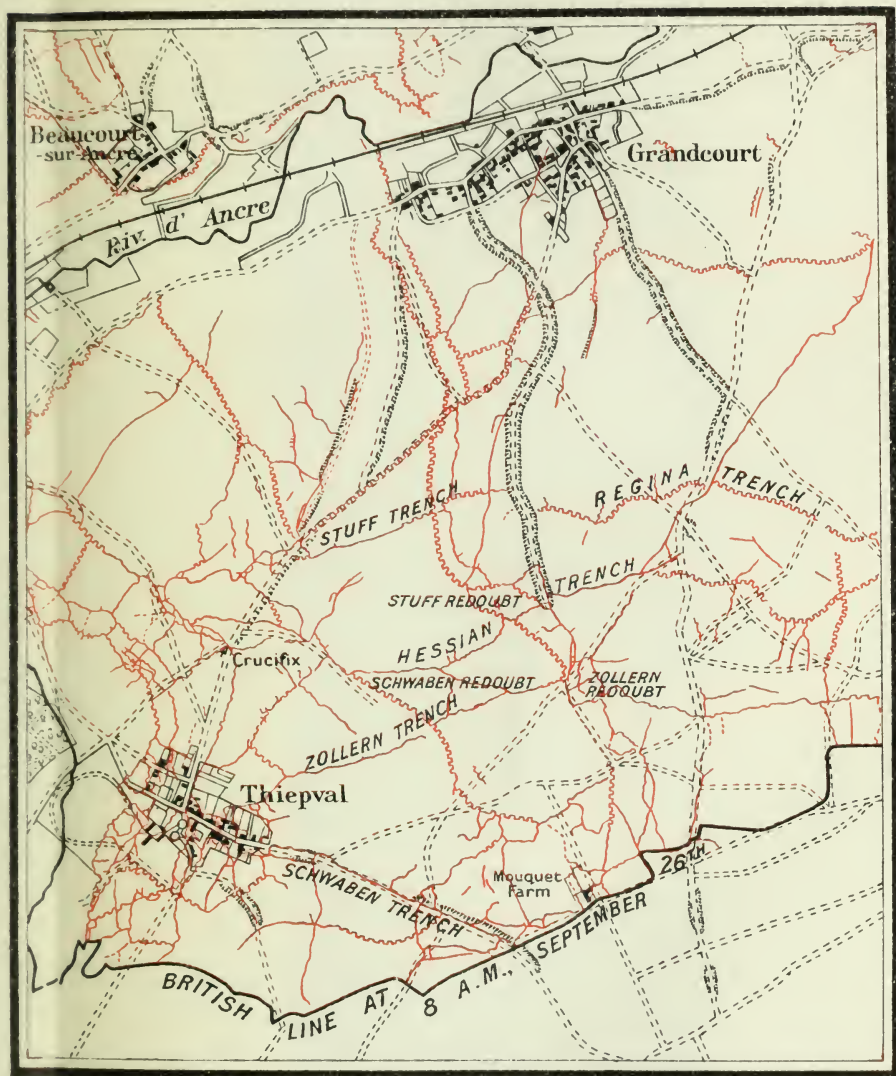 Beaucourt
-sur-Ancre
Grandcourt
Riv. d' Ancre
REGINA TRENCH
STUFF TRENCH
STUFF REDOUBT
HESSIAN TRENCH
Crucifix
SCHWABEN REDOUBT
ZOLLERN
REDOUBT
ZOLLERN TRENCH
Thiepval
SCHWABEN TRENCH
Mouquet
Farm
BRITISH LINE AT 8 A.M., SEPTEMBER 26TH